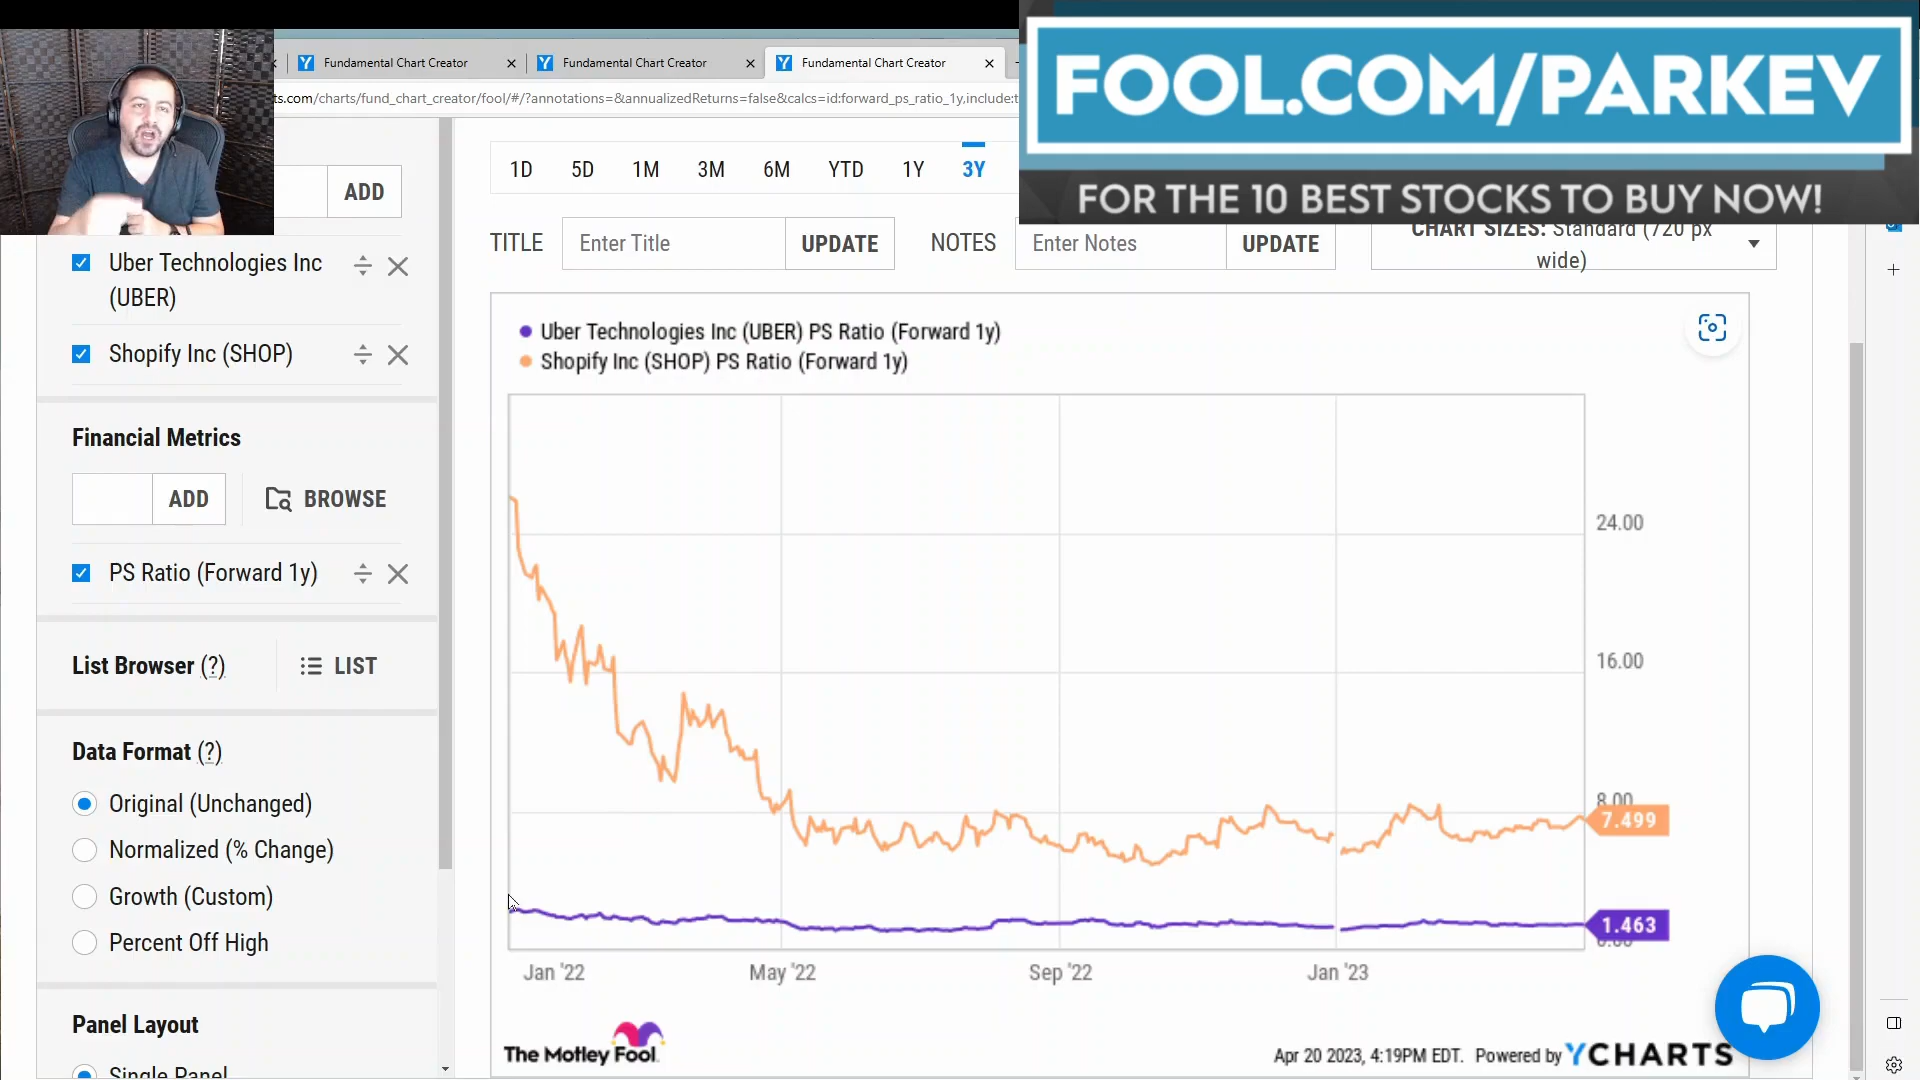 FOOL.COM/PARKEV
FOR THE 10 BEST STOCKS TO BUY NOW!
Fundamental Chart Creator
Fundamental Chart Creator
Fundamental Chart Creator
ts.com/charts/fund_chart_creator/fool/#/?annotations=&annualizedReturns=false&calcs=id:forward_ps_ratio_1y,include:t
1D 5D 1M 3M 6M YTD 1Y 3Y
ADD
TITLE Enter Title UPDATE NOTES Enter Notes UPDATE
CHART SIZES: Standard (720 px
wide)
Uber Technologies Inc
(UBER)
Shopify Inc (SHOP)
Financial Metrics
ADD BROWSE
PS Ratio (Forward 1y)
List Browser (?) LIST
Data Format (?)
Original (Unchanged)
Normalized (% Change)
Growth (Custom)
Percent Off High
Panel Layout
Single Panel
Uber Technologies Inc (UBER) PS Ratio (Forward 1y)
Shopify Inc (SHOP) PS Ratio (Forward 1y)
24.00
16.00
8.00
7.499
1.463
0.00
Jan '22 May '22 Sep '22 Jan '23
The Motley Fool.
Apr 20 2023, 4:19PM EDT. Powered by YCHARTS